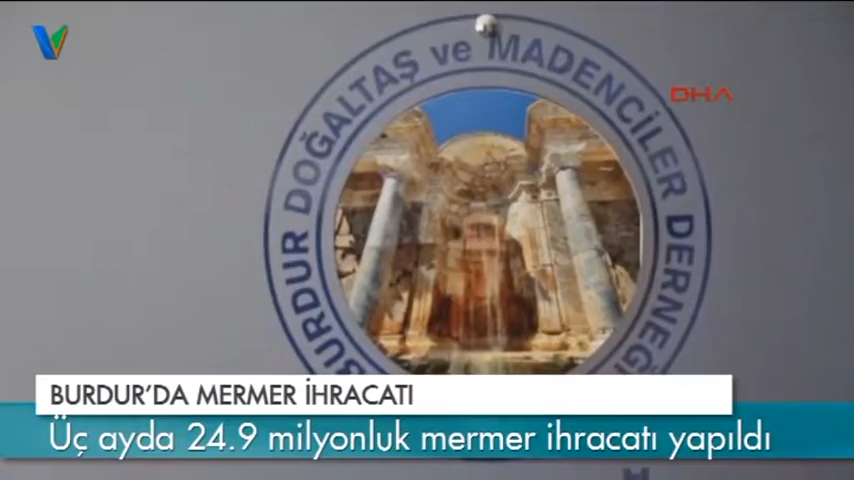 BURDUR DOĞALTAŞ ve MADENCİLER DERNEĞİ
DHA
BURDUR'DA MERMER İHRACATI
Üç ayda 24.9 milyonluk mermer ihracatı yapıldı